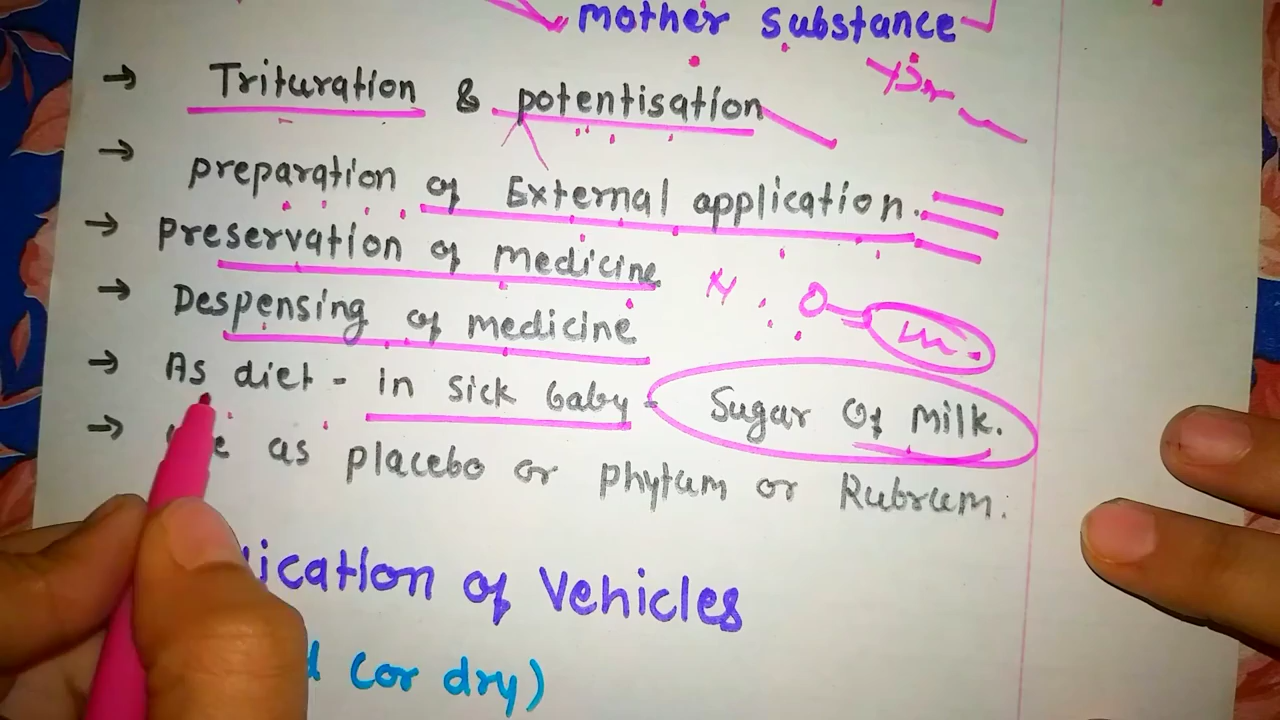 mother substance
→ Trituration & potentisation
→ preparation of External application.
→ preservation of medicine
→ Despensing of medicine
→ As diet - in sick baby - Sugar Of Milk.
→ as placebo or phytum or Rubrum.
of Vehicles
(or dry)